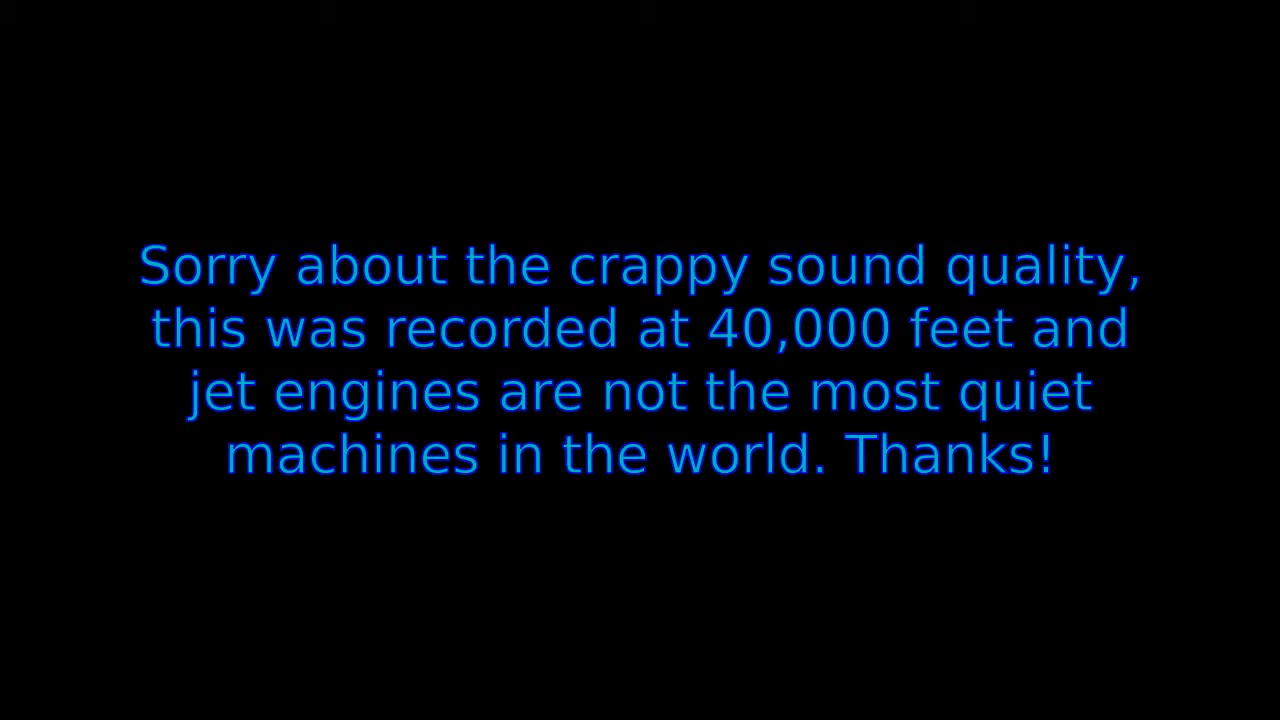 Sorry about the crappy sound quality,
this was recorded at 40,000 feet and
jet engines are not the most quiet
machines in the world. Thanks!